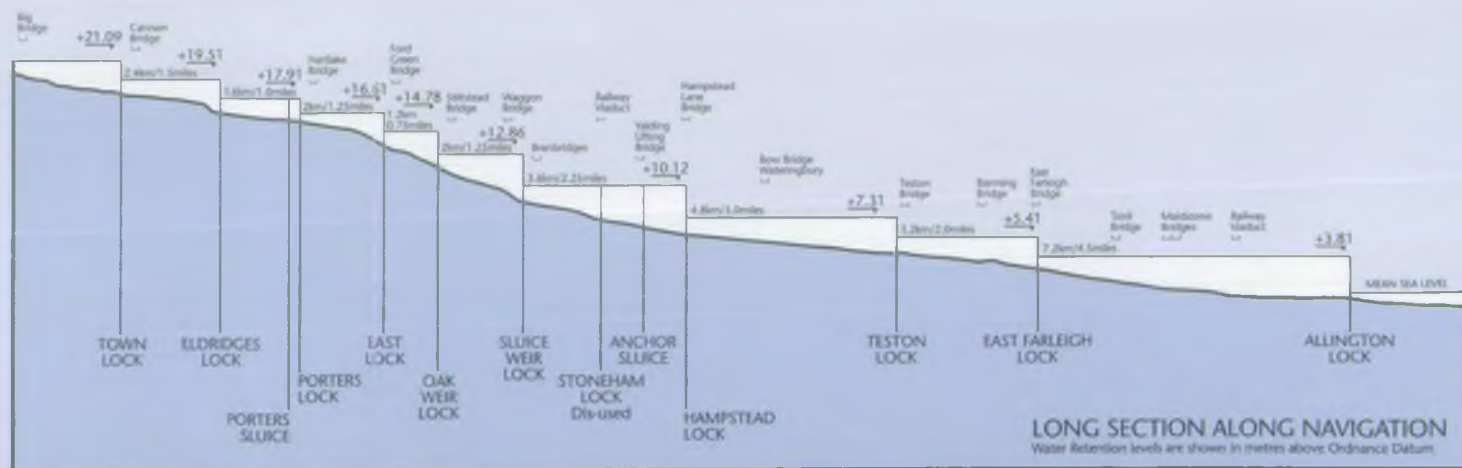 Big
Bridge
+21.09
Cannon
Bridge
2.4km/1.5miles
+19.51
1.6km/1.0miles
+17.91
Hartlake
Bridge
2km/1.25miles
+16.61
Ford
Green
Bridge
1.2km
0.75miles
+14.78
Stilstead
Bridge
2km/1.25miles
Waggon
Bridge
+12.86
Branbridges
3.6km/2.25miles
Railway
Viaduct
Yalding
Lifting
Bridge
+10.12
Hampstead
Lane
Bridge
4.8km/3.0miles
Bow Bridge
Wateringbury
+7.31
Teston
Bridge
3.2km/2.0miles
Barming
Bridge
East
Farleigh
Bridge
+5.41
7.2km/4.5miles
Tovil
Bridge
Maidstone
Bridges
Railway
Viaduct
+3.81
MEAN SEA LEVEL
TOWN
LOCK
ELDRIDGES
LOCK
PORTERS
SLUICE
PORTERS
LOCK
EAST
LOCK
OAK
WEIR
LOCK
SLUICE
WEIR
LOCK
STONEHAM
LOCK
Dis-used
ANCHOR
SLUICE
HAMPSTEAD
LOCK
TESTON
LOCK
EAST FARLEIGH
LOCK
ALLINGTON
LOCK
LONG SECTION ALONG NAVIGATION
Water Retention levels are shown in metres above Ordnance Datum